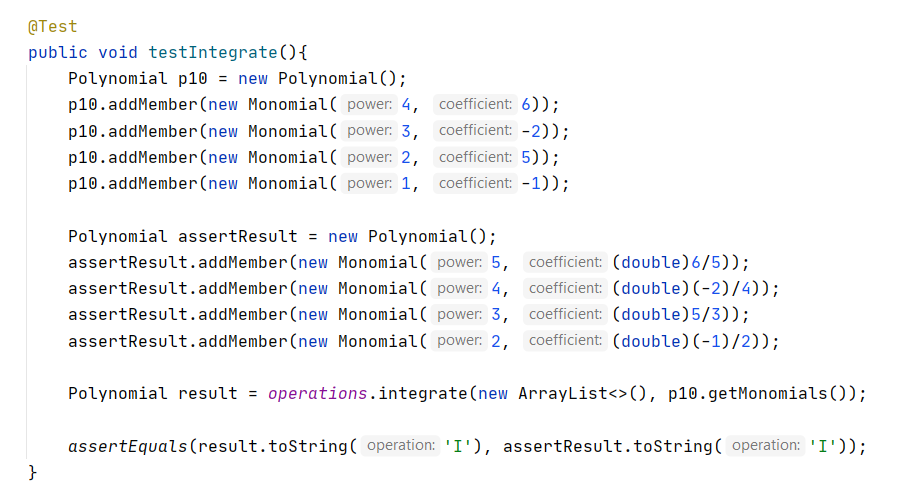 @Test
public void testIntegrate(){
Polynomial p10 = new Polynomial();
p10.addMember(new Monomial( power: 4, coefficient: 6));
p10.addMember(new Monomial( power: 3, coefficient: -2));
p10.addMember(new Monomial( power: 2, coefficient: 5));
p10.addMember(new Monomial( power: 1, coefficient: -1));
Polynomial assertResult = new Polynomial();
assertResult.addMember(new Monomial( power: 5, coefficient: (double)6/5));
assertResult.addMember(new Monomial( power: 4, coefficient: (double)(-2)/4));
assertResult.addMember(new Monomial( power: 3, coefficient: (double)5/3));
assertResult.addMember(new Monomial( power: 2, coefficient: (double)(-1)/2));
Polynomial result = operations.integrate(new ArrayList<>(), p10.getMonomials());
assertEquals(result.toString( operation: 'I'), assertResult.toString( operation: 'I'));
}